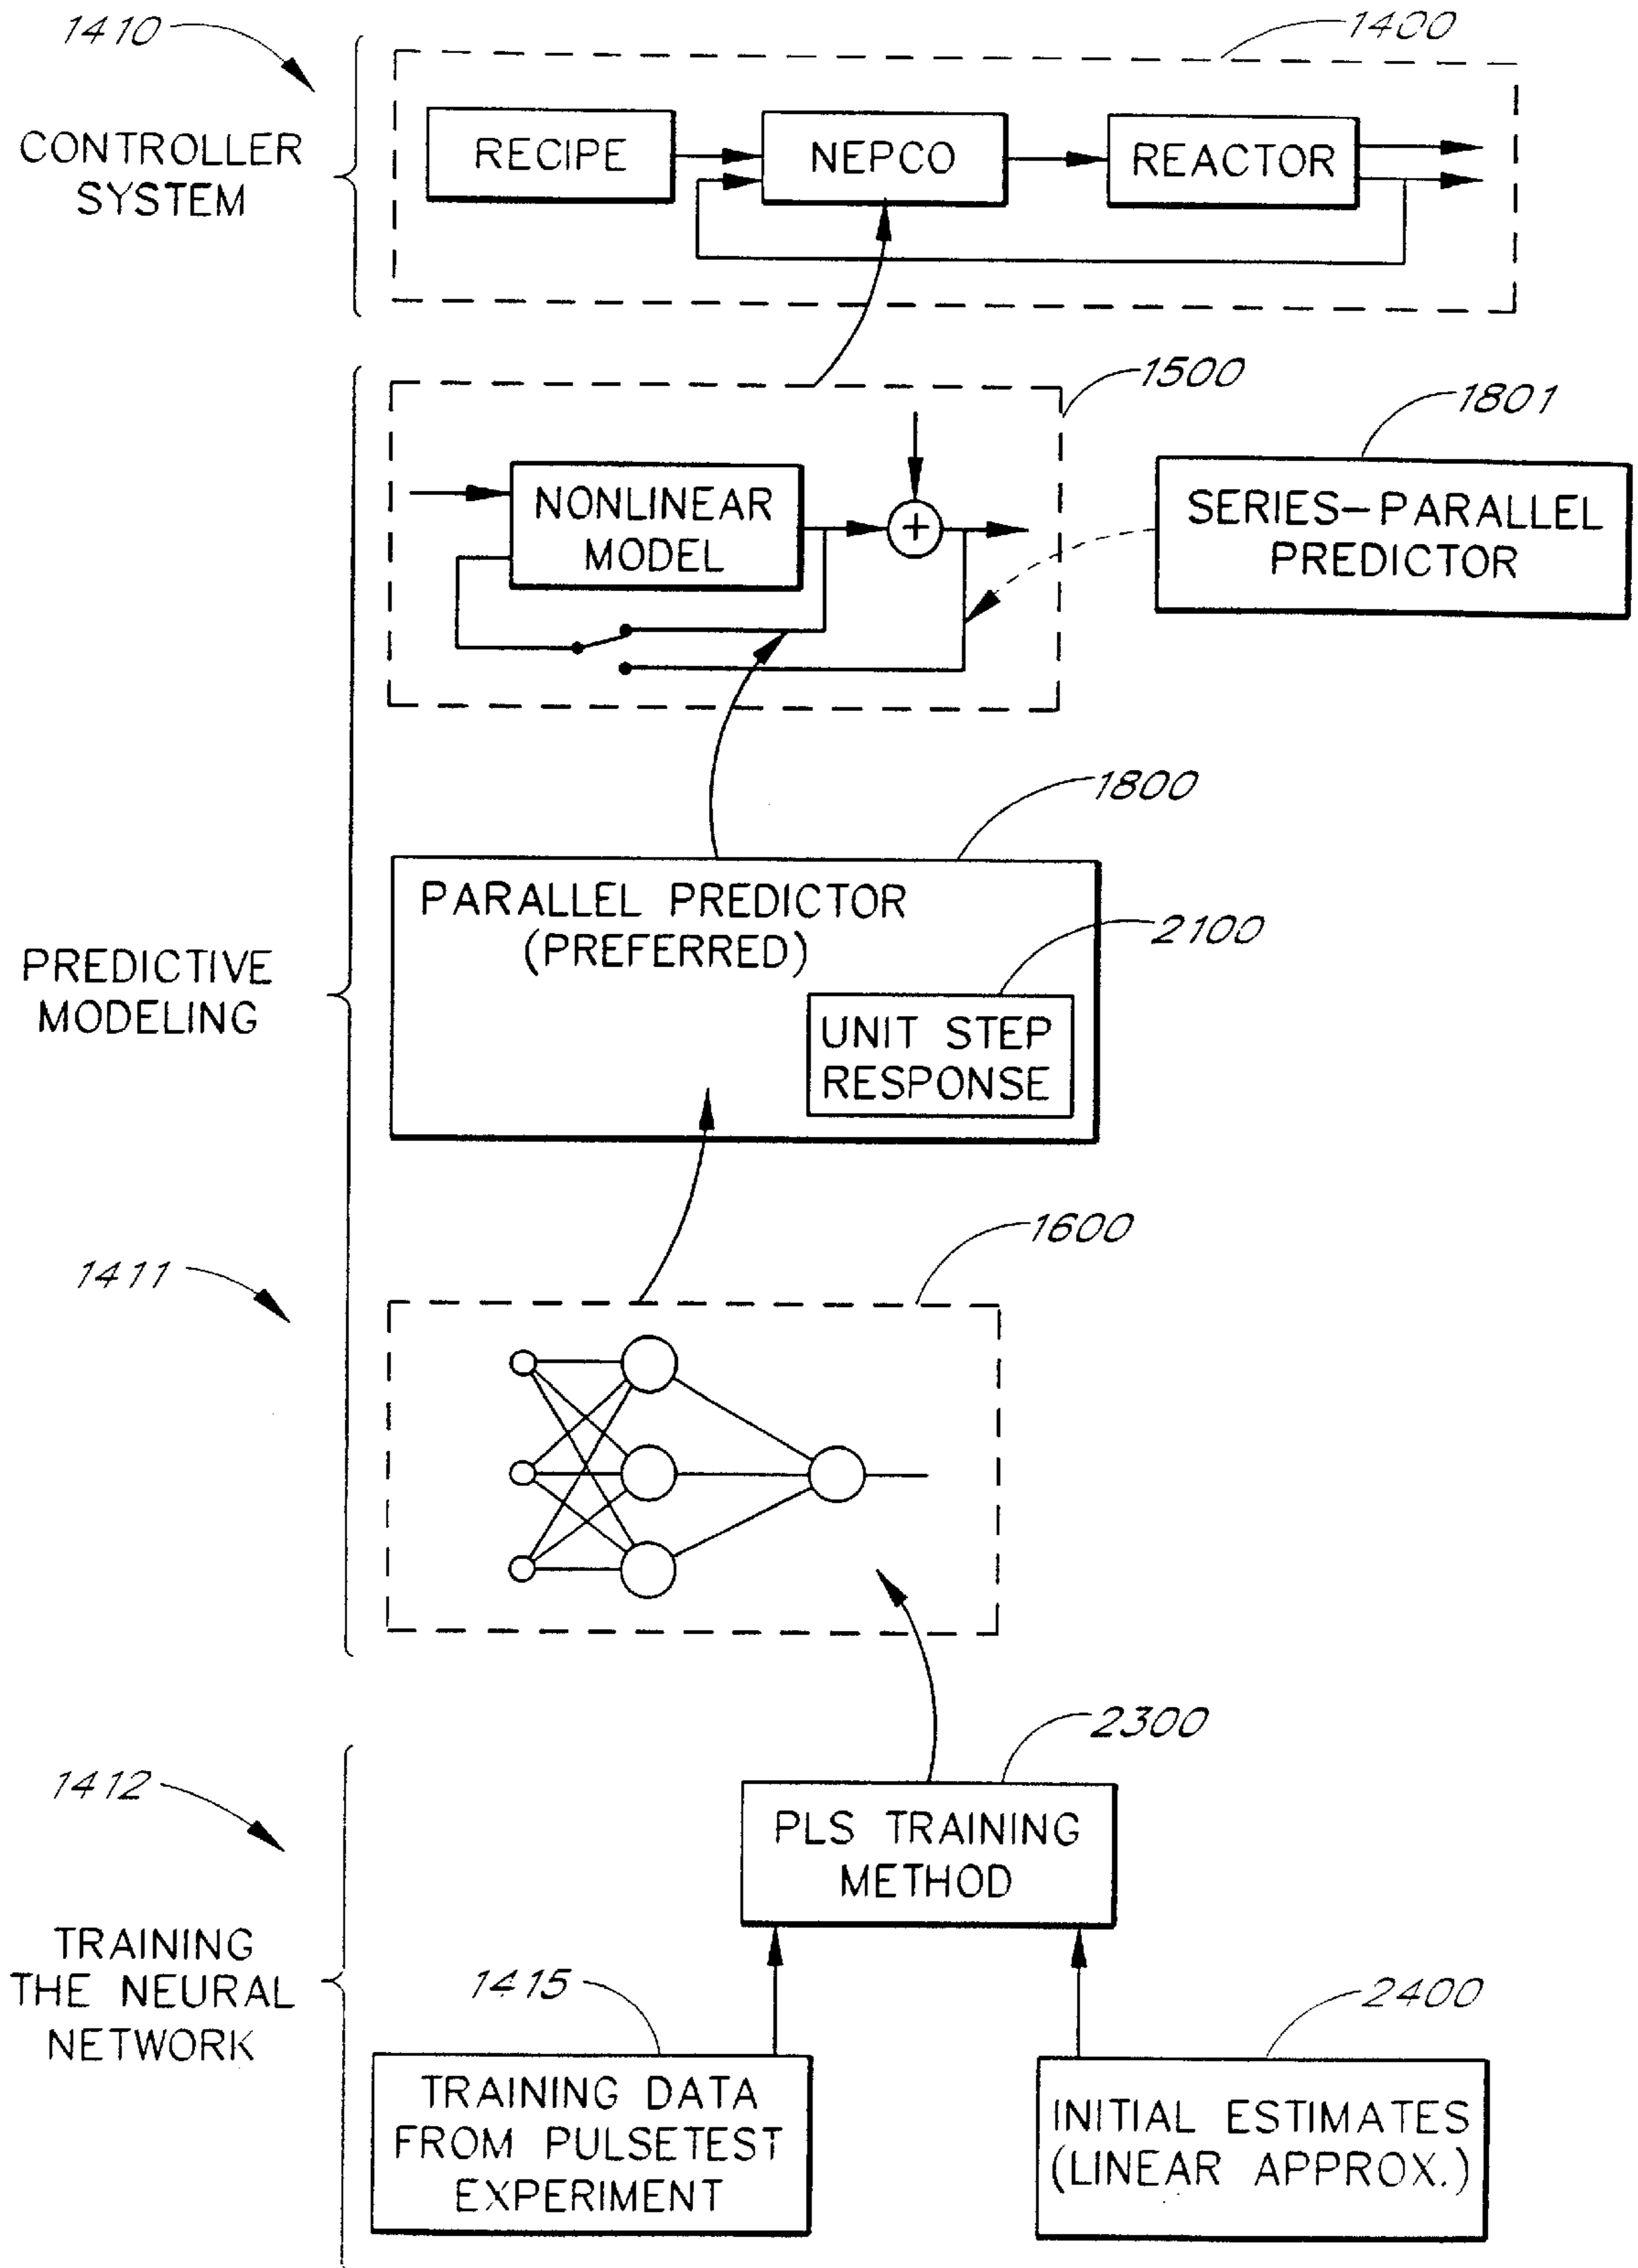 1410
1400
CONTROLLER
SYSTEM
RECIPE
NEPCO
REACTOR
1500
1801
NONLINEAR
MODEL
+
SERIES-PARALLEL
PREDICTOR
1800
PARALLEL PREDICTOR
(PREFERRED)
2100
UNIT STEP
RESPONSE
PREDICTIVE
MODELING
1600
1411
2300
1412
PLS TRAINING
METHOD
TRAINING
THE NEURAL
NETWORK
1415
2400
TRAINING DATA
FROM PULSETEST
EXPERIMENT
INITIAL ESTIMATES
(LINEAR APPROX.)